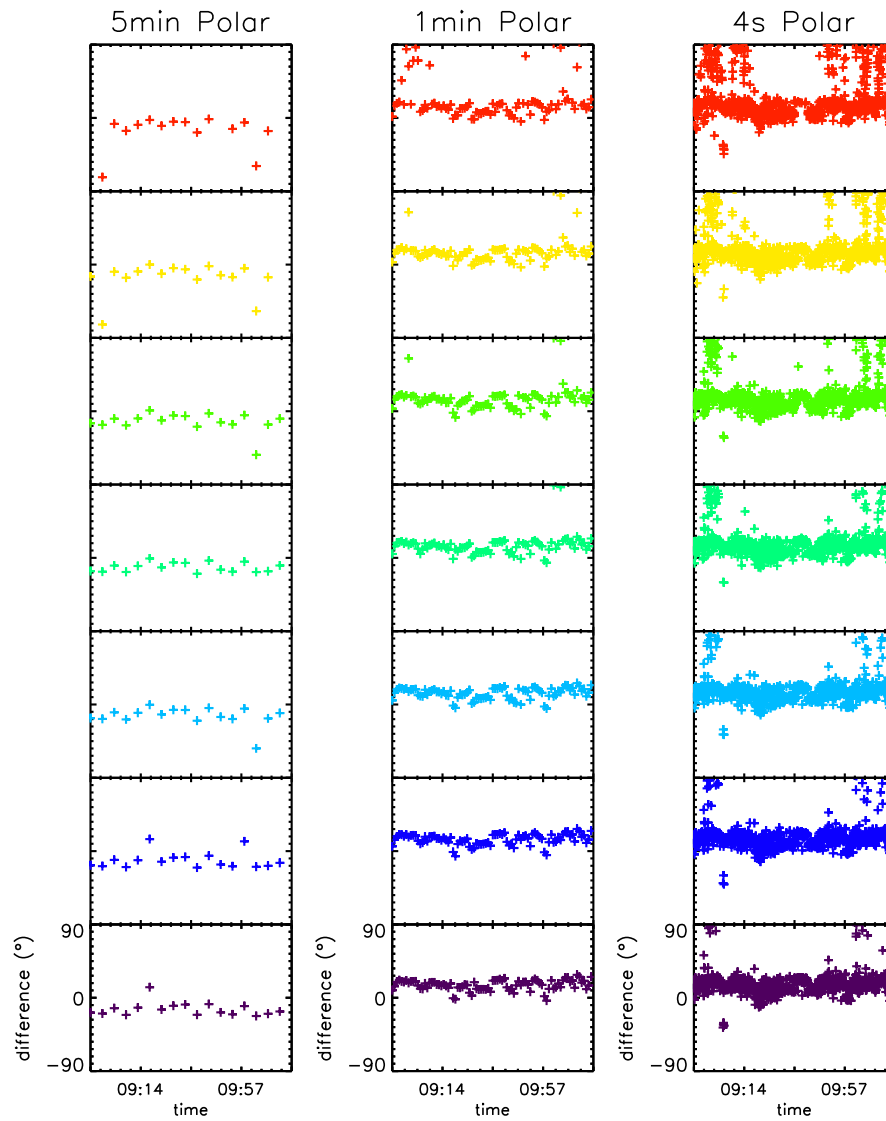 5min Polar 1min Polar 4s Polar
90 90 90
0 0 0
−90 −90 −90
difference (°) difference (°) difference (°)
09:14 09:57 09:14 09:57 09:14 09:57
time time time